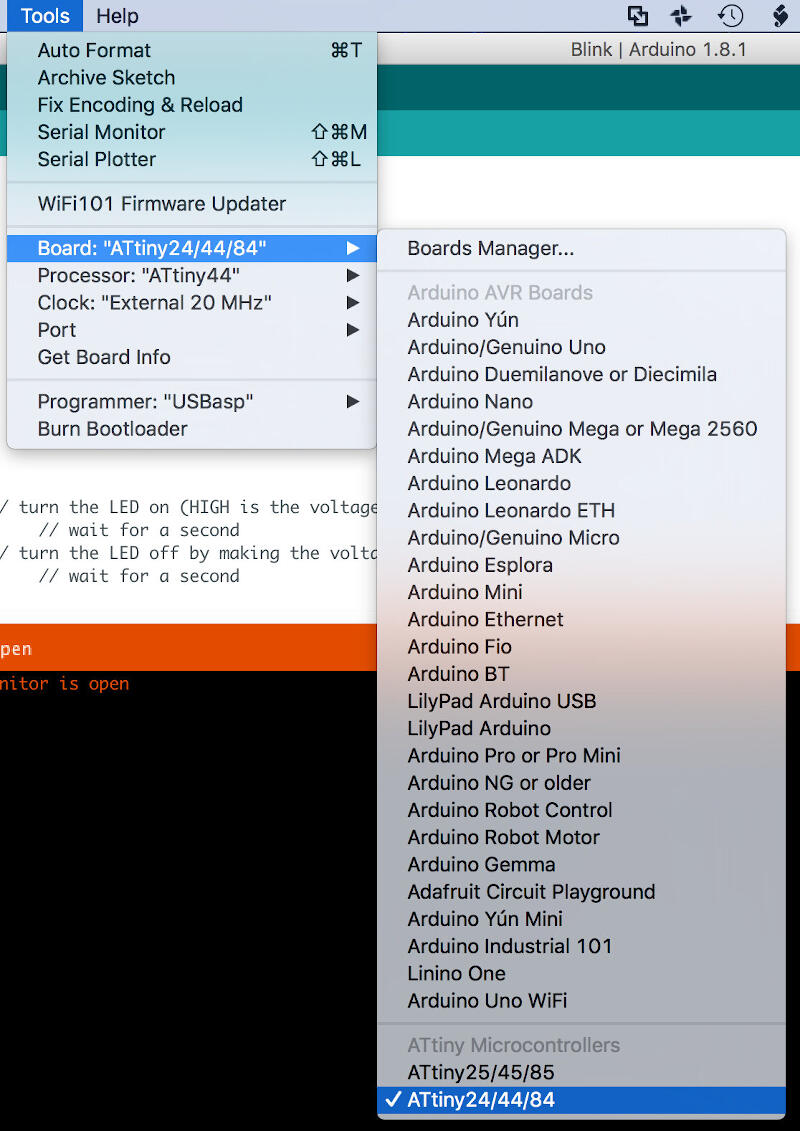 Tools Help
Blink | Arduino 1.8.1
Auto Format ⌘T
Archive Sketch
Fix Encoding & Reload
Serial Monitor ⇧⌘M
Serial Plotter ⇧⌘L
WiFi101 Firmware Updater
Board: "ATtiny24/44/84"
Processor: "ATtiny44"
Clock: "External 20 MHz"
Port
Get Board Info
Programmer: "USBasp"
Burn Bootloader
Boards Manager...
Arduino AVR Boards
Arduino Yún
Arduino/Genuino Uno
Arduino Duemilanove or Diecimila
Arduino Nano
Arduino/Genuino Mega or Mega 2560
Arduino Mega ADK
Arduino Leonardo
Arduino Leonardo ETH
Arduino/Genuino Micro
Arduino Esplora
Arduino Mini
Arduino Ethernet
Arduino Fio
Arduino BT
LilyPad Arduino USB
LilyPad Arduino
Arduino Pro or Pro Mini
Arduino NG or older
Arduino Robot Control
Arduino Robot Motor
Arduino Gemma
Adafruit Circuit Playground
Arduino Yún Mini
Arduino Industrial 101
Linino One
Arduino Uno WiFi
ATtiny Microcontrollers
ATtiny25/45/85
✓ ATtiny24/44/84
/ turn the LED on (HIGH is the voltage
// wait for a second
/ turn the LED off by making the volta
// wait for a second
pen
nitor is open